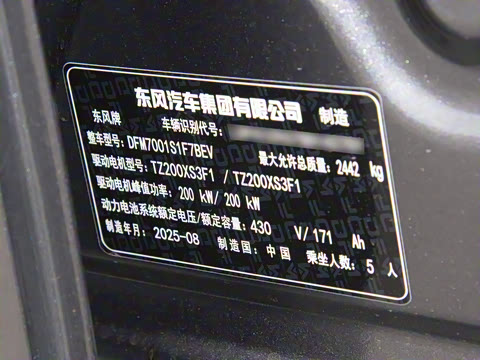 东风汽车集团有限公司 制造
东风牌 车辆识别代号:
整车型号: DFM7001S1F7BEV 最大允许总质量: 2442 kg
驱动电机型号: TZ200XS3F1 / TZ200XS3F1
驱动电机峰值功率: 200 kW/ 200 kW
动力电池系统额定电压/额定容量: 430 V/ 171 Ah
制造年月: 2025-08 制造国: 中国 乘坐人数: 5 人